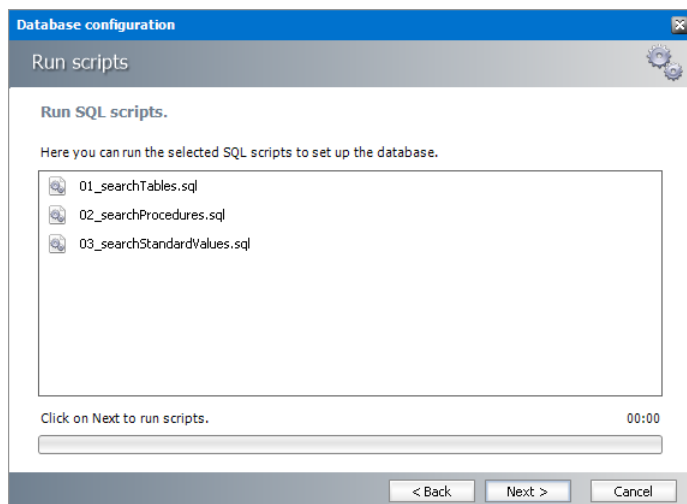 Database configuration
Run scripts
Run SQL scripts.
Here you can run the selected SQL scripts to set up the database.
01_searchTables.sql
02_searchProcedures.sql
03_searchStandardValues.sql
Click on Next to run scripts.
00:00
< Back
Next >
Cancel